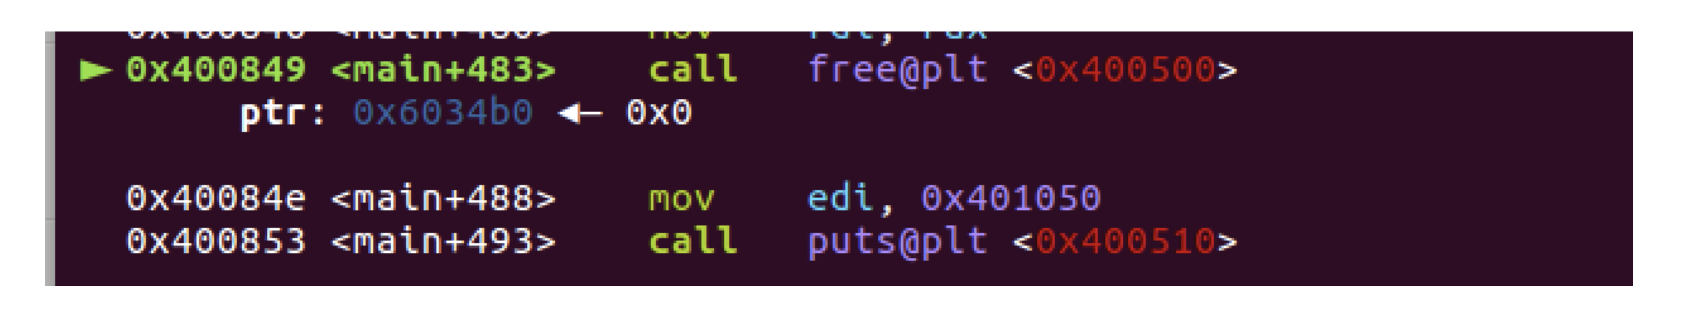 0x400849 <main+483>    call   free@plt <0x400500>
ptr: 0x6034b0 ◂— 0x0
0x40084e <main+488>    mov    edi, 0x401050
0x400853 <main+493>    call   puts@plt <0x400510>